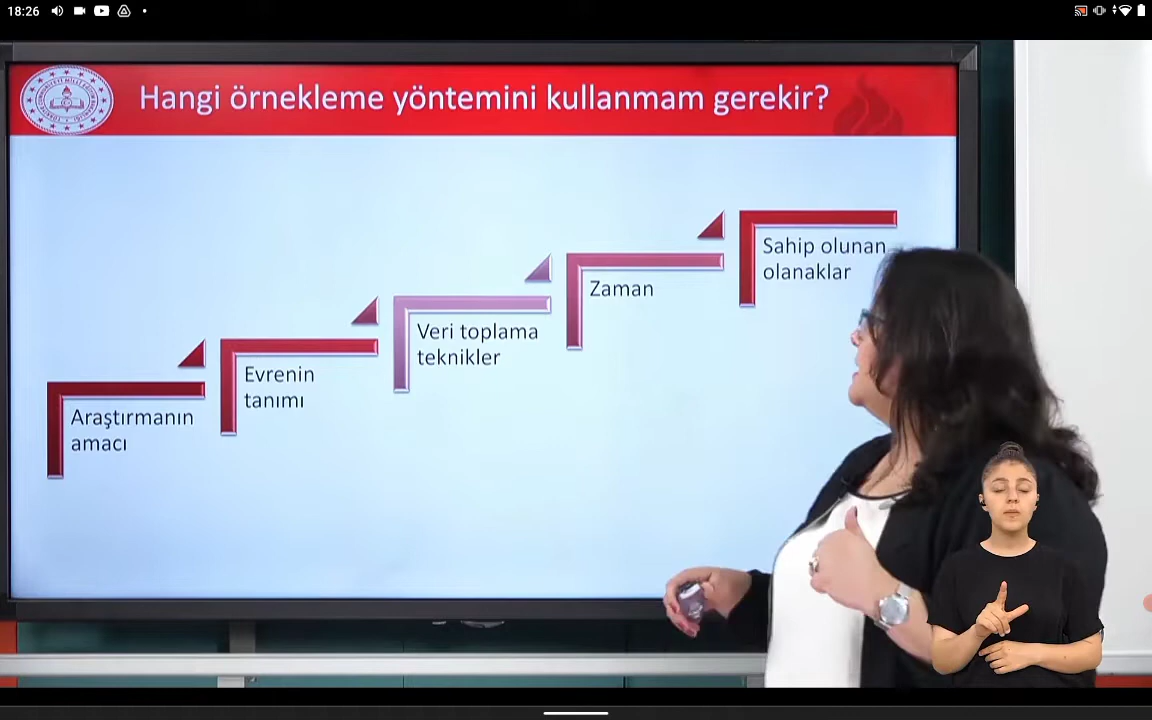 18:26
Hangi örnekleme yöntemini kullanmam gerekir?
Araştırmanın
amacı
Evrenin
tanımı
Veri toplama
teknikler
Zaman
Sahip olunan
olanaklar